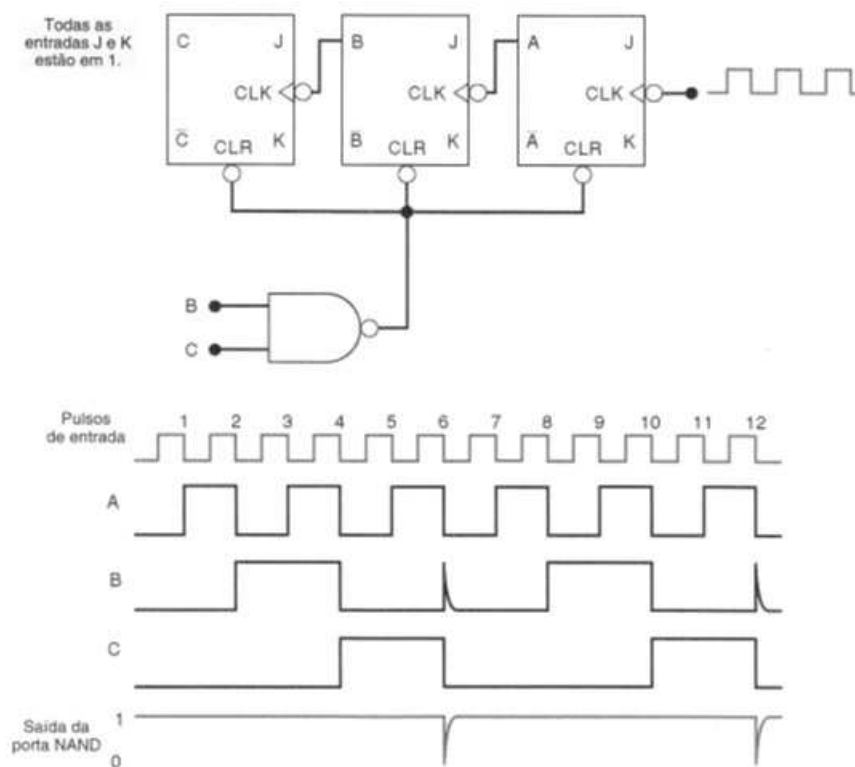 Todas as
entradas J e K
estão em 1.
C J B J A J
CLK CLK CLK
C̅ K B̅ K A̅ K
CLR CLR CLR
B
C
Pulsos
de entrada
1 2 3 4 5 6 7 8 9 10 11 12
A
B
C
Saída da
porta NAND
1
0